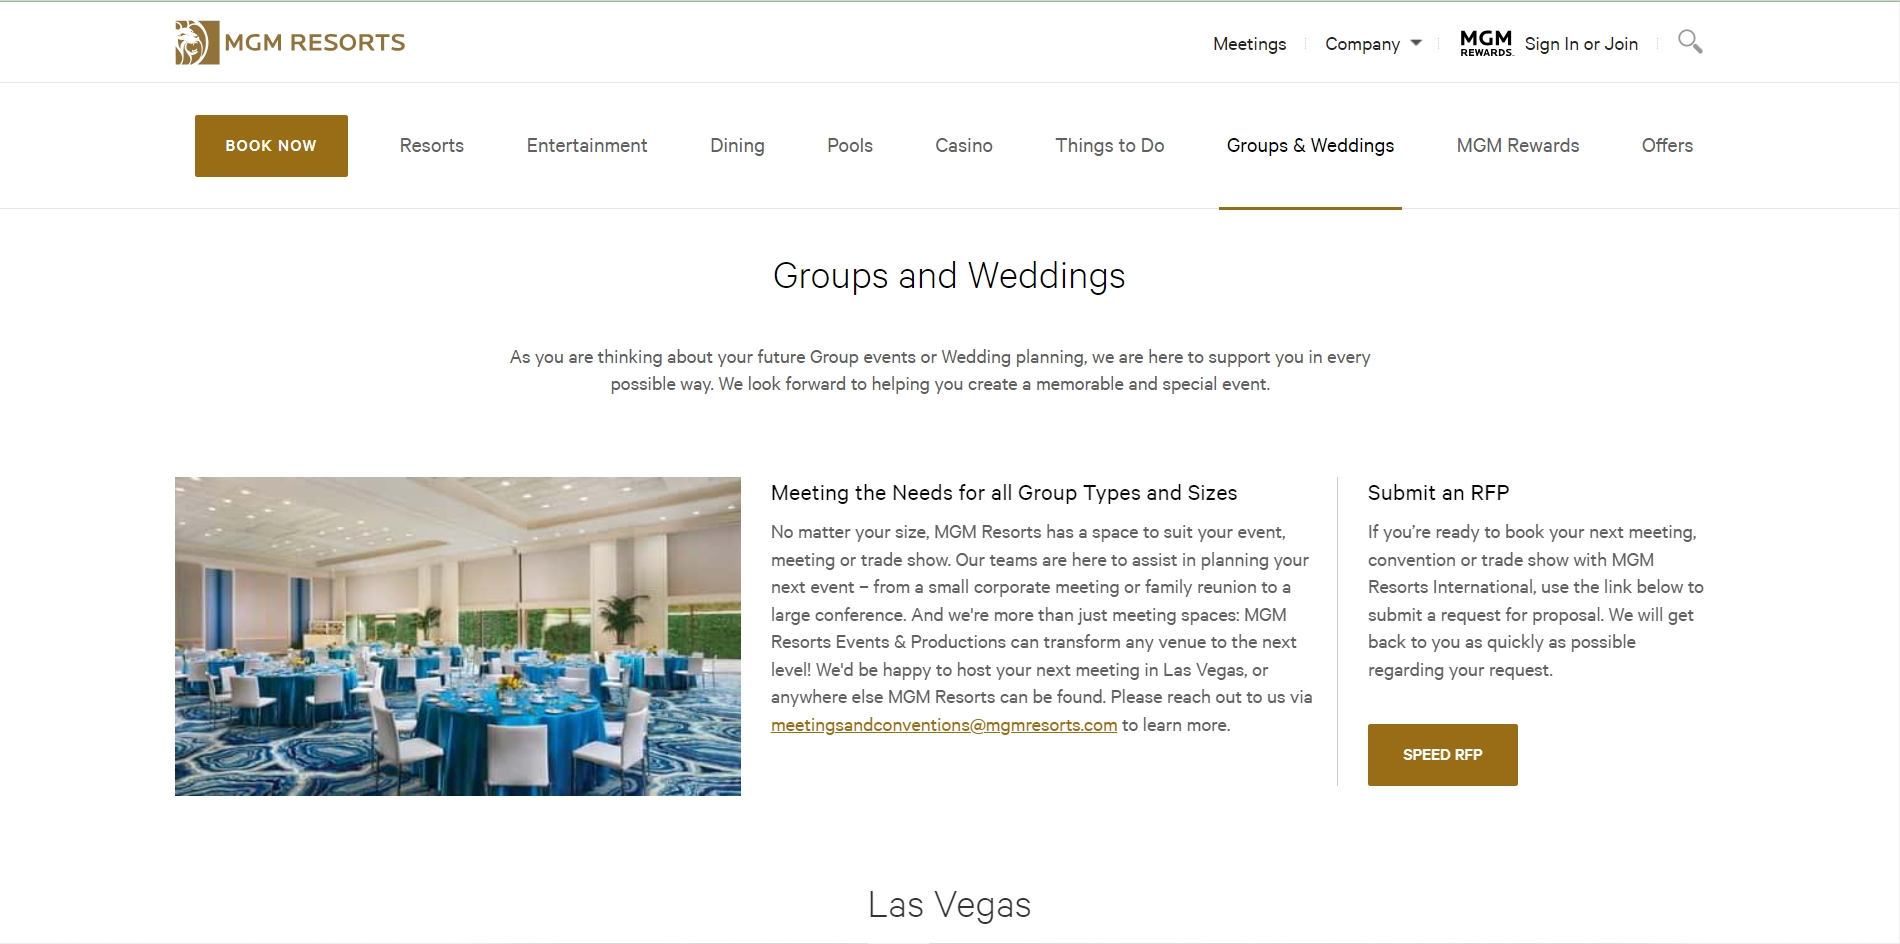 MGM RESORTS
Meetings
Company
MGM REWARDS
Sign In or Join
BOOK NOW
Resorts
Entertainment
Dining
Pools
Casino
Things to Do
Groups & Weddings
MGM Rewards
Offers
Groups and Weddings
As you are thinking about your future Group events or Wedding planning, we are here to support you in every
possible way. We look forward to helping you create a memorable and special event.
Meeting the Needs for all Group Types and Sizes
No matter your size, MGM Resorts has a space to suit your event,
meeting or trade show. Our teams are here to assist in planning your
next event – from a small corporate meeting or family reunion to a
large conference. And we're more than just meeting spaces: MGM
Resorts Events & Productions can transform any venue to the next
level! We'd be happy to host your next meeting in Las Vegas, or
anywhere else MGM Resorts can be found. Please reach out to us via
meetingsandconventions@mgmresorts.com to learn more.
Submit an RFP
If you’re ready to book your next meeting,
convention or trade show with MGM
Resorts International, use the link below to
submit a request for proposal. We will get
back to you as quickly as possible
regarding your request.
SPEED RFP
Las Vegas